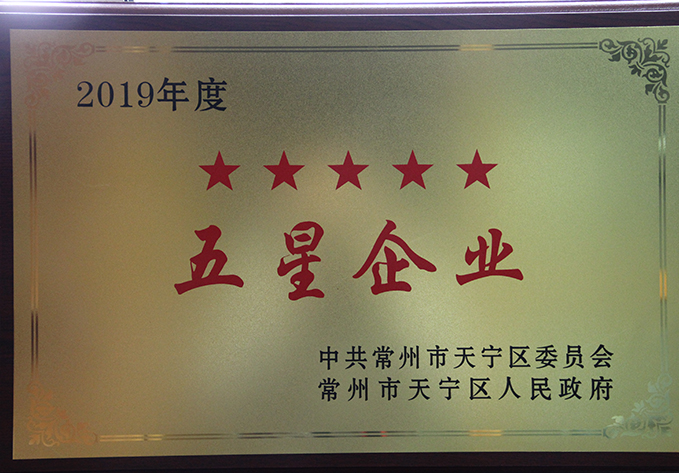 2019年度
★★★★★
五星企业
中共常州市天宁区委员会
常州市天宁区人民政府